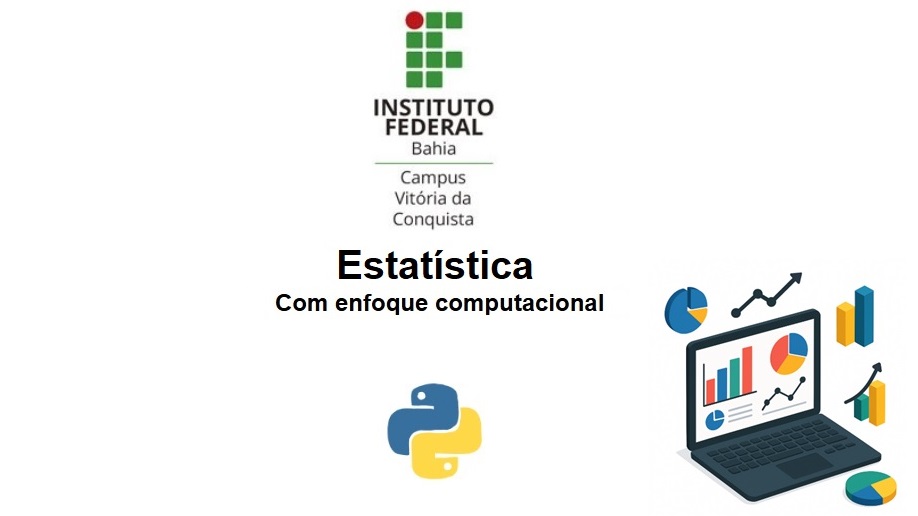 INSTITUTO
FEDERAL
Bahia
Campus
Vitória da
Conquista
Estatística
Com enfoque computacional